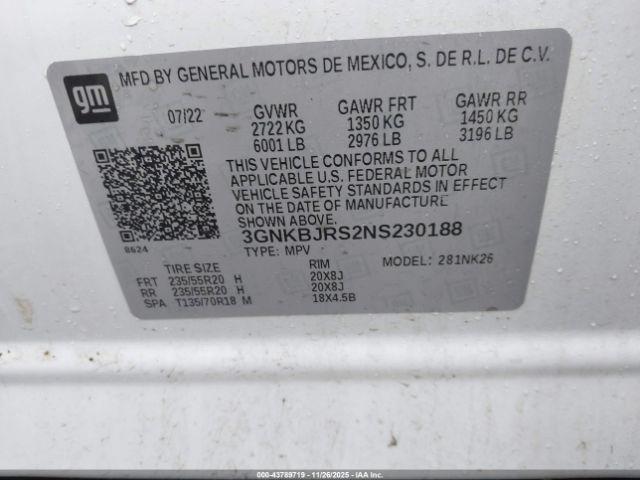 gm
MFD BY GENERAL MOTORS DE MEXICO, S. DE R.L. DE C.V.
07/22 GVWR GAWR FRT GAWR RR
2722 KG 1350 KG 1450 KG
6001 LB 2976 LB 3196 LB
THIS VEHICLE CONFORMS TO ALL
APPLICABLE U.S. FEDERAL MOTOR
VEHICLE SAFETY STANDARDS IN EFFECT
ON THE DATE OF MANUFACTURE
SHOWN ABOVE.
3GNKBJRS2NS230188
8624
TYPE: MPV MODEL: 281NK26
TIRE SIZE RIM
FRT 235/55R20 H 20X8J
RR 235/55R20 H 20X8J
SPA T135/70R18 M 18X4.5B
000-43789719 - 11/26/2025 - IAA Inc.